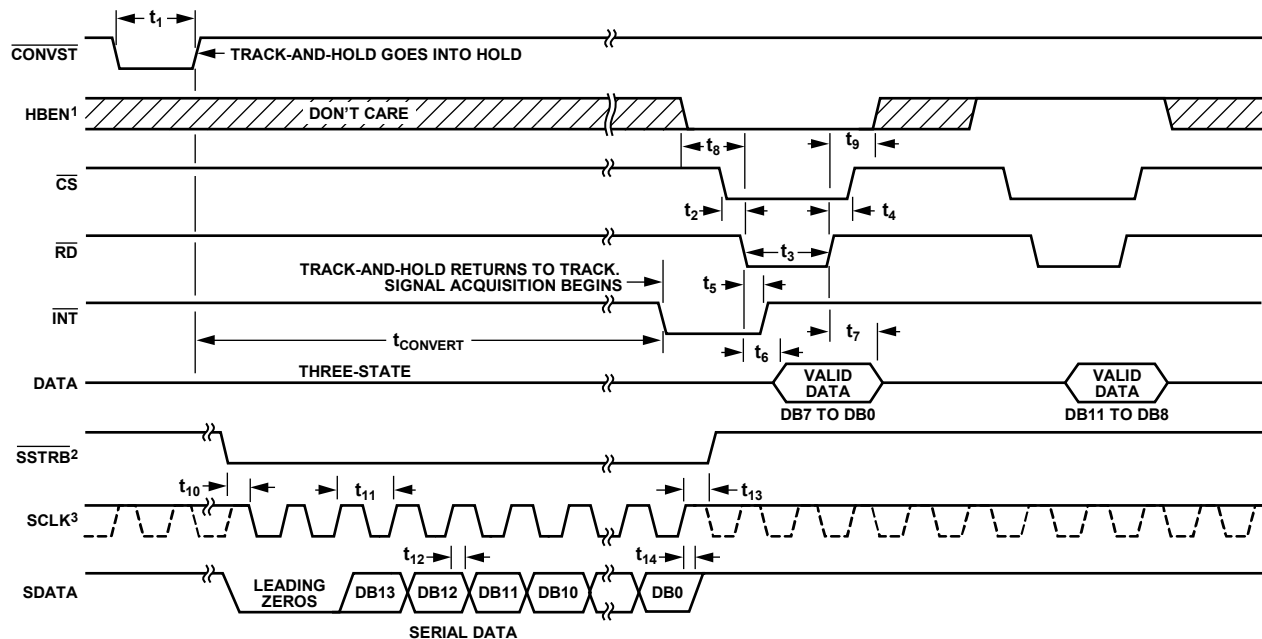 t1
CONVST
TRACK-AND-HOLD GOES INTO HOLD
HBEN1
DON'T CARE
t8
t9
CS
t2
t4
RD
t3
TRACK-AND-HOLD RETURNS TO TRACK.
SIGNAL ACQUISITION BEGINS
t5
INT
tCONVERT
t6
t7
DATA
THREE-STATE
VALID
DATA
VALID
DATA
DB7 TO DB0
DB11 TO DB8
SSTRB2
t10
t11
t13
SCLK3
t12
t14
SDATA
LEADING
ZEROS
DB13
DB12
DB11
DB10
DB0
SERIAL DATA